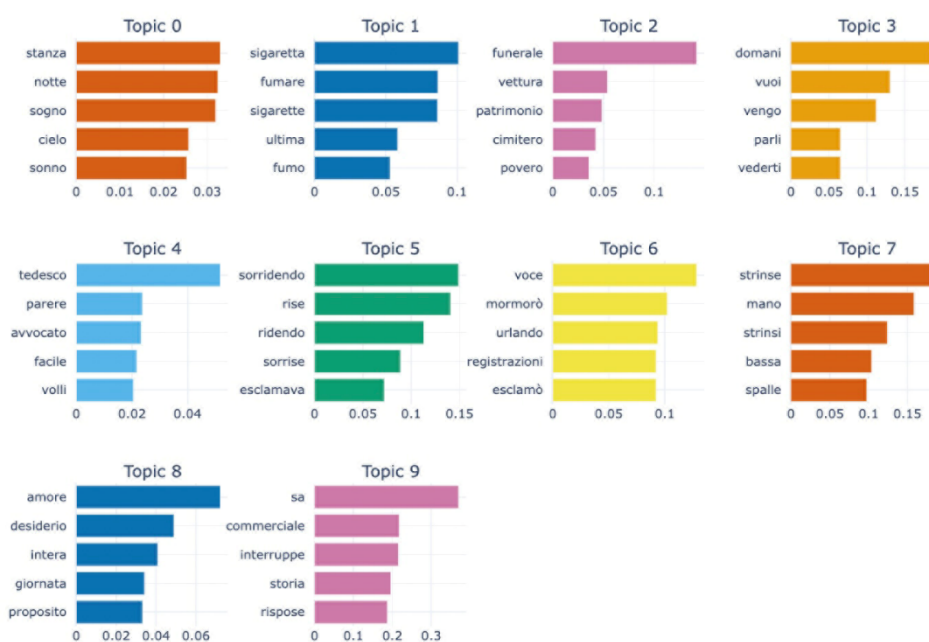 Topic 0
stanza
notte
sogno
cielo
sonno
0 0.01 0.02 0.03
Topic 1
sigaretta
fumare
sigarette
ultima
fumo
0 0.05 0.1
Topic 2
funerale
vettura
patrimonio
cimitero
povero
0 0.05 0.1
Topic 3
domani
vuoi
vengo
parli
vederti
0 0.05 0.1 0.15
Topic 4
tedesco
parere
avvocato
facile
volli
0 0.02 0.04
Topic 5
sorridendo
rise
ridendo
sorrise
esclamava
0 0.05 0.1 0.15
Topic 6
voce
mormorò
urlando
registrazioni
esclamò
0 0.05 0.1
Topic 7
strinse
mano
strinsi
bassa
spalle
0 0.05 0.1 0.15
Topic 8
amore
desiderio
intera
giornata
proposito
0 0.02 0.04 0.06
Topic 9
sa
commerciale
interruppe
storia
rispose
0 0.1 0.2 0.3